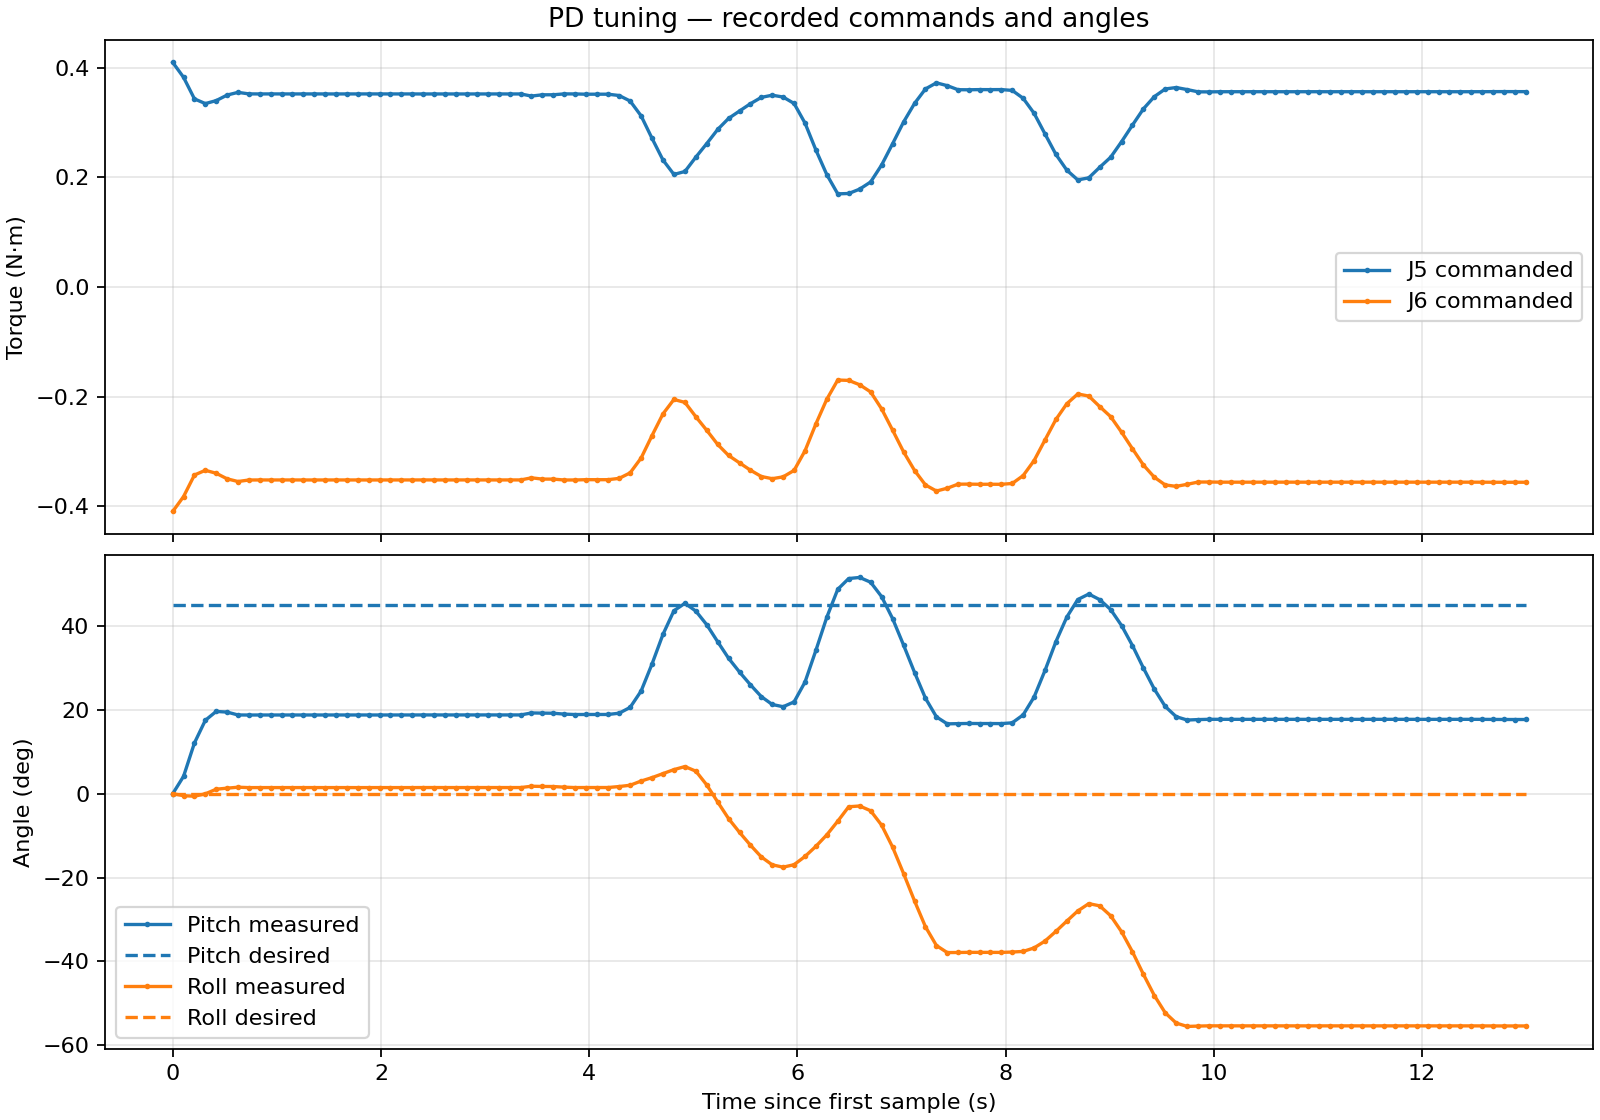 PD tuning — recorded commands and angles
0.4
0.2
0.0
−0.2
−0.4
Torque (N·m)
J5 commanded
J6 commanded
40
20
0
−20
−40
−60
Angle (deg)
Pitch measured
Pitch desired
Roll measured
Roll desired
0 2 4 6 8 10 12
Time since first sample (s)